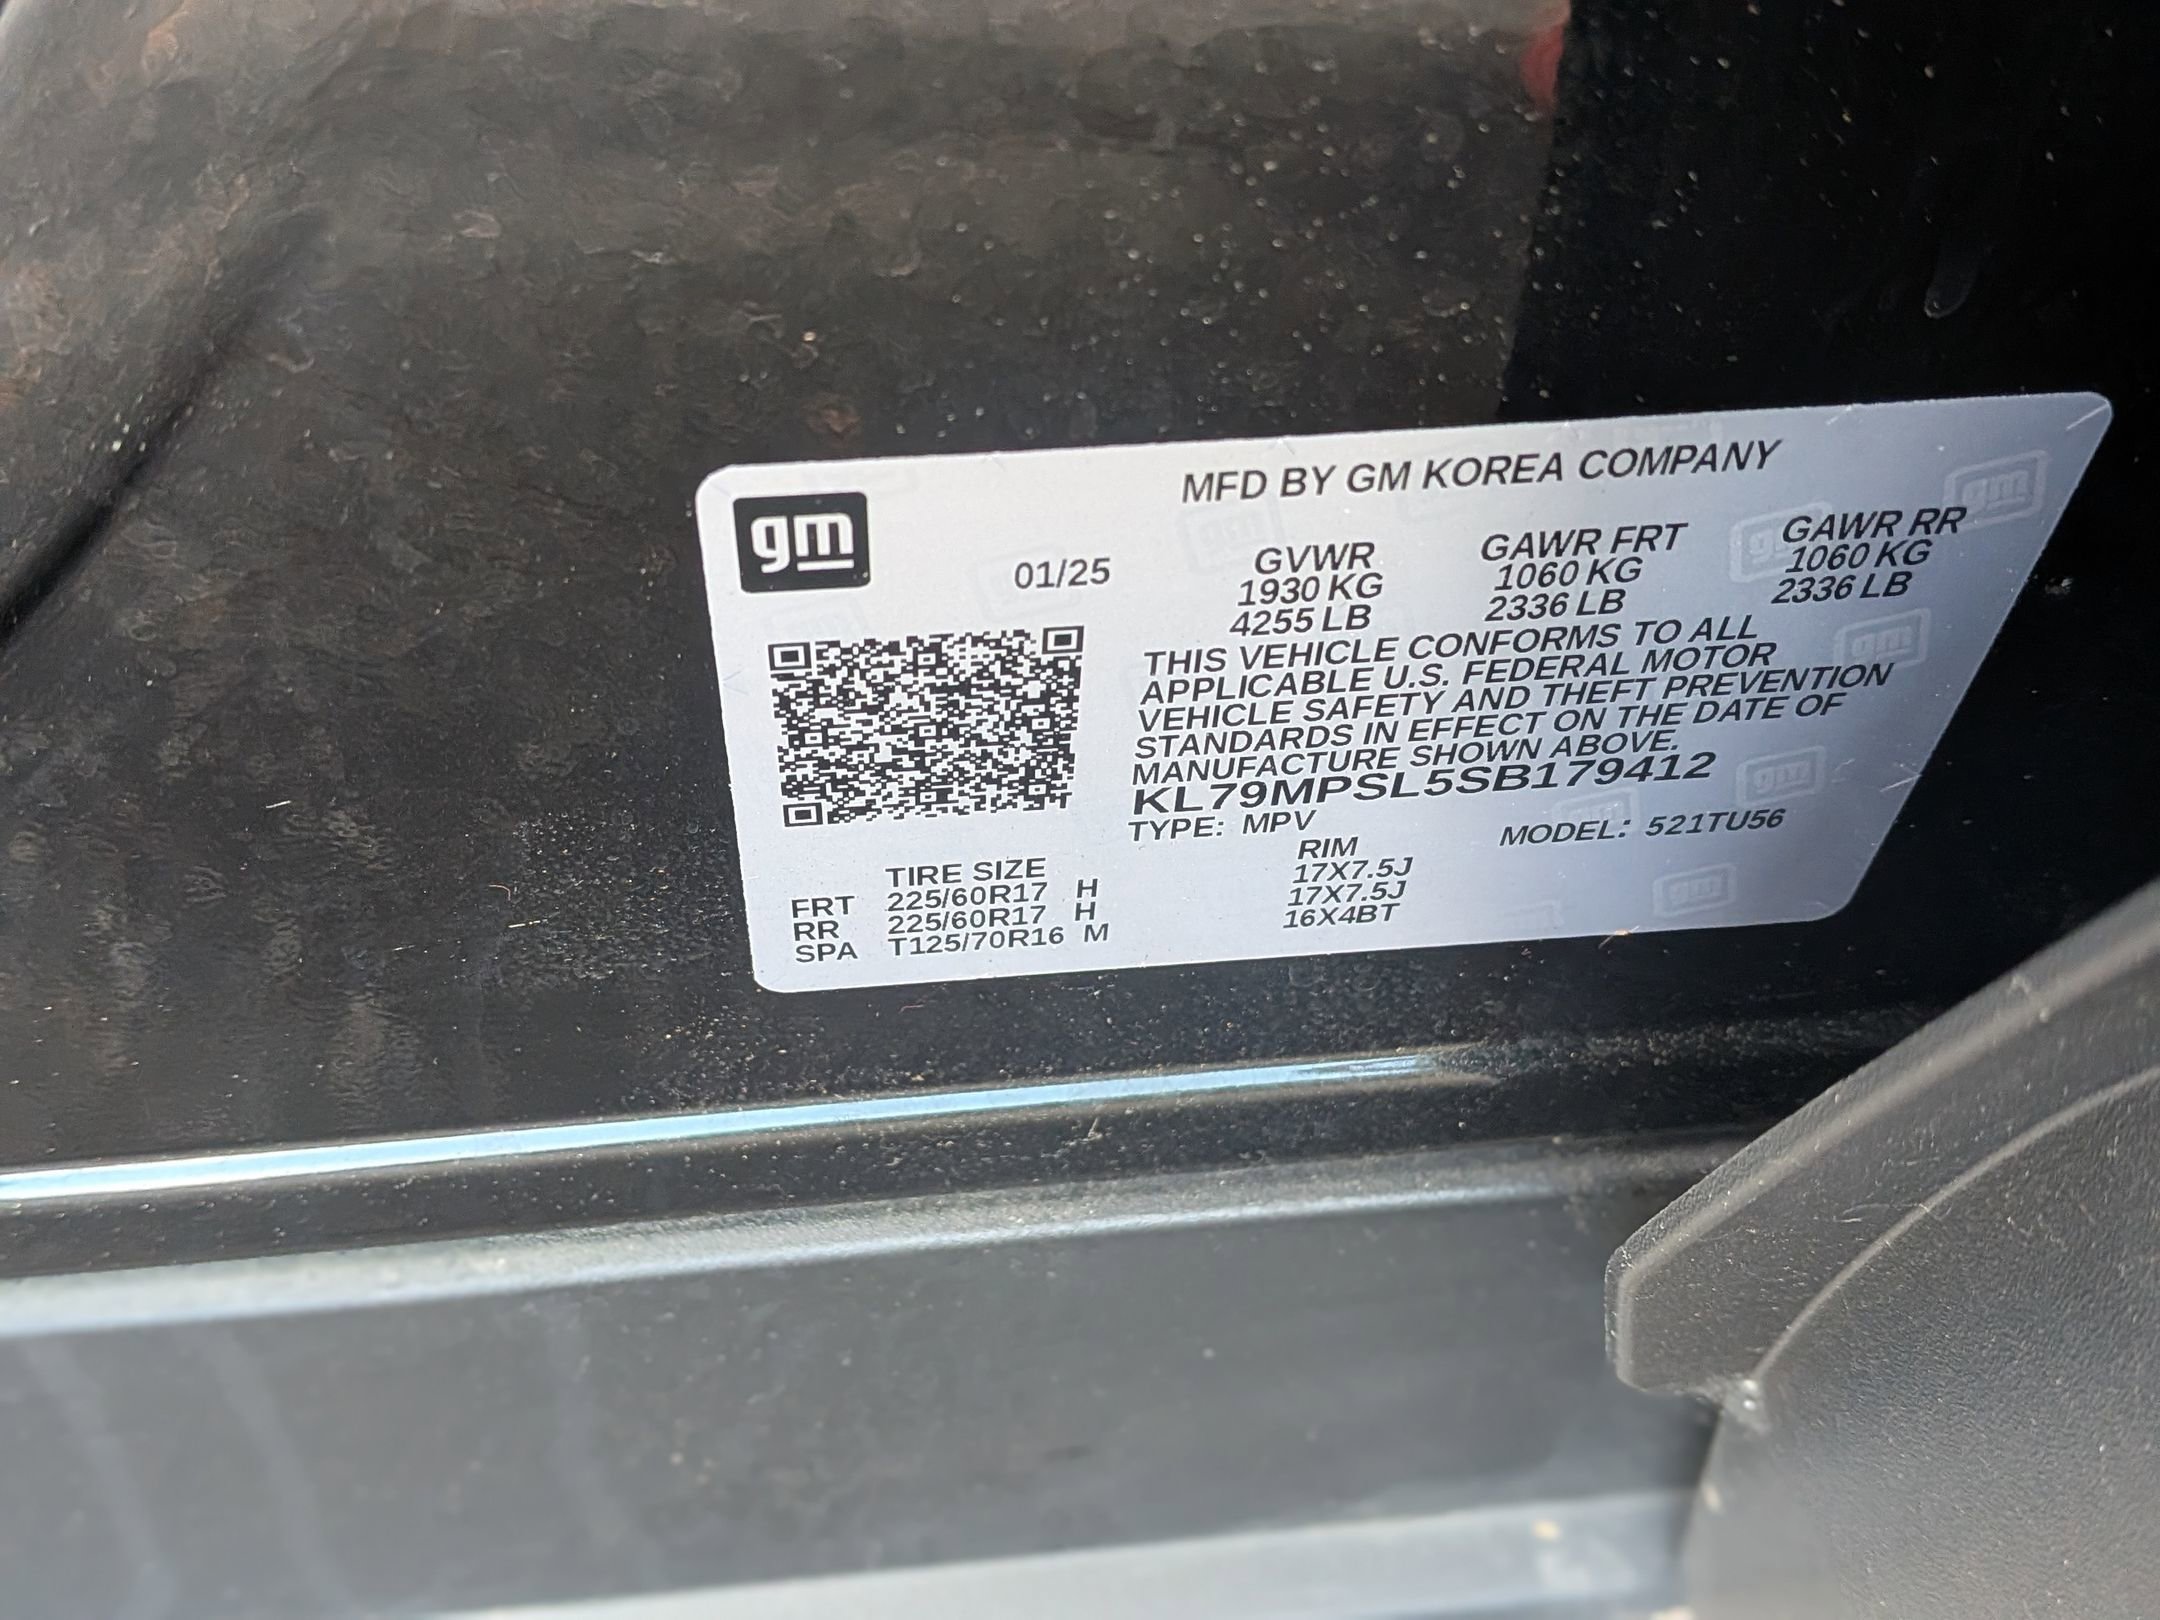 gm
MFD BY GM KOREA COMPANY
01/25
GVWR GAWR FRT GAWR RR
1930 KG 1060 KG 1060 KG
4255 LB 2336 LB 2336 LB
THIS VEHICLE CONFORMS TO ALL
APPLICABLE U.S. FEDERAL MOTOR
VEHICLE SAFETY AND THEFT PREVENTION
STANDARDS IN EFFECT ON THE DATE OF
MANUFACTURE SHOWN ABOVE.
KL79MPSL5SB179412
TYPE: MPV MODEL: 521TU56
TIRE SIZE RIM
FRT 225/60R17 H 17X7.5J
RR 225/60R17 H 17X7.5J
SPA T125/70R16 M 16X4BT